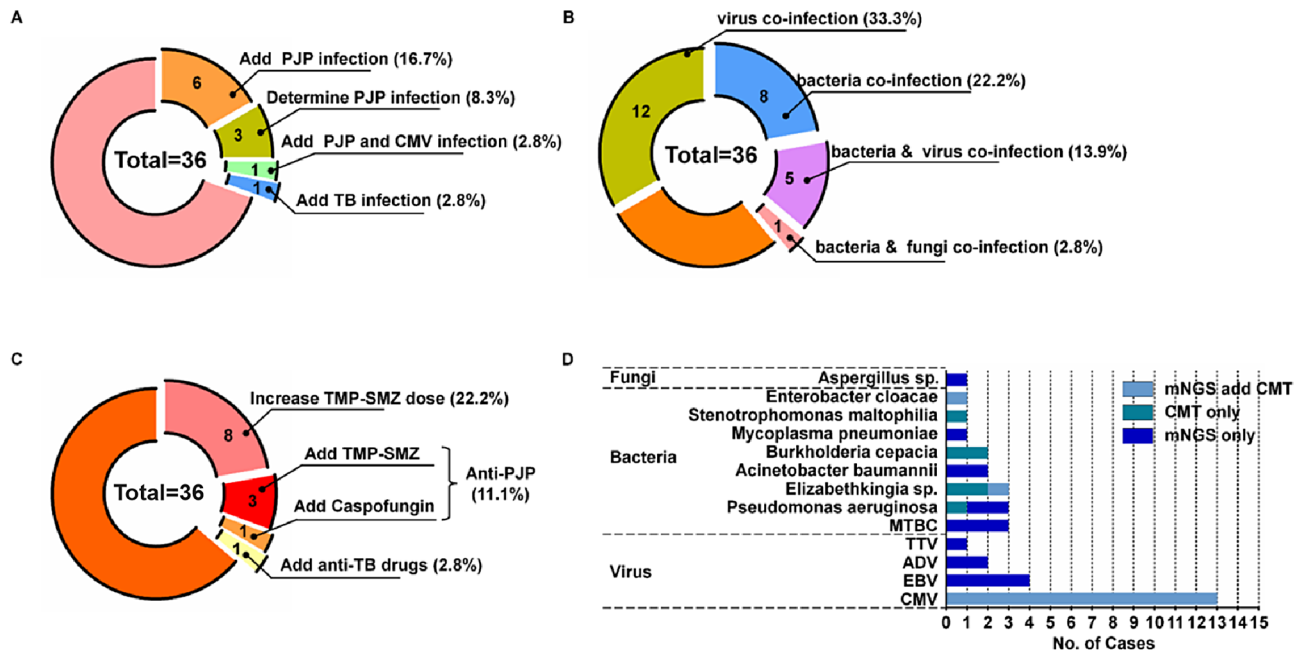 A
6
Add PJP infection (16.7%)
3
Determine PJP infection (8.3%)
Total=36
1
Add PJP and CMV infection (2.8%)
1
Add TB infection (2.8%)
B
virus co-infection (33.3%)
12
8
bacteria co-infection (22.2%)
Total=36
5
bacteria & virus co-infection (13.9%)
1
bacteria & fungi co-infection (2.8%)
C
8
Increase TMP-SMZ dose (22.2%)
Total=36
3
Add TMP-SMZ
Anti-PJP
(11.1%)
1
Add Caspofungin
1
Add anti-TB drugs (2.8%)
D
Fungi
Aspergillus sp.
Bacteria
Enterobacter cloacae
Stenotrophomonas maltophilia
Mycoplasma pneumoniae
Burkholderia cepacia
Acinetobacter baumannii
Elizabethkingia sp.
Pseudomonas aeruginosa
MTBC
Virus
TTV
ADV
EBV
CMV
mNGS add CMT
CMT only
mNGS only
0 1 2 3 4 5 6 7 8 9 10 11 12 13 14 15
No. of Cases